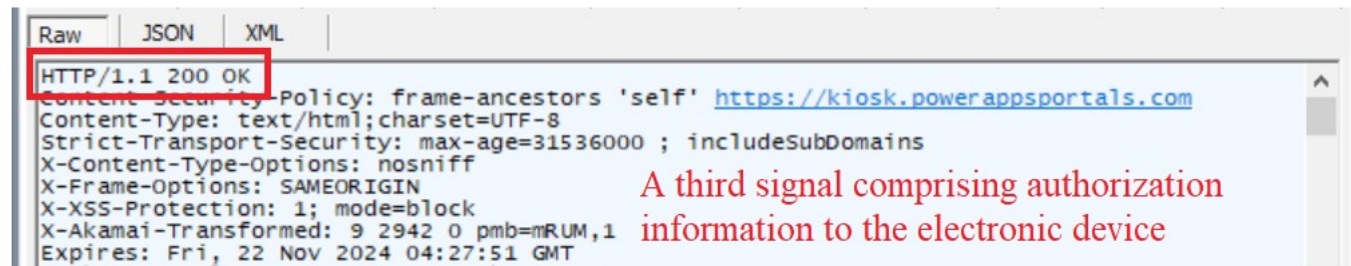 Raw JSON XML
HTTP/1.1 200 OK
Content-Security-Policy: frame-ancestors 'self' https://kiosk.powerappsportals.com
Content-Type: text/html;charset=UTF-8
Strict-Transport-Security: max-age=31536000 ; includeSubDomains
X-Content-Type-Options: nosniff
X-Frame-Options: SAMEORIGIN
X-XSS-Protection: 1; mode=block
X-Akamai-Transformed: 9 2942 0 pmb=mRUM,1
Expires: Fri, 22 Nov 2024 04:27:51 GMT
A third signal comprising authorization
information to the electronic device